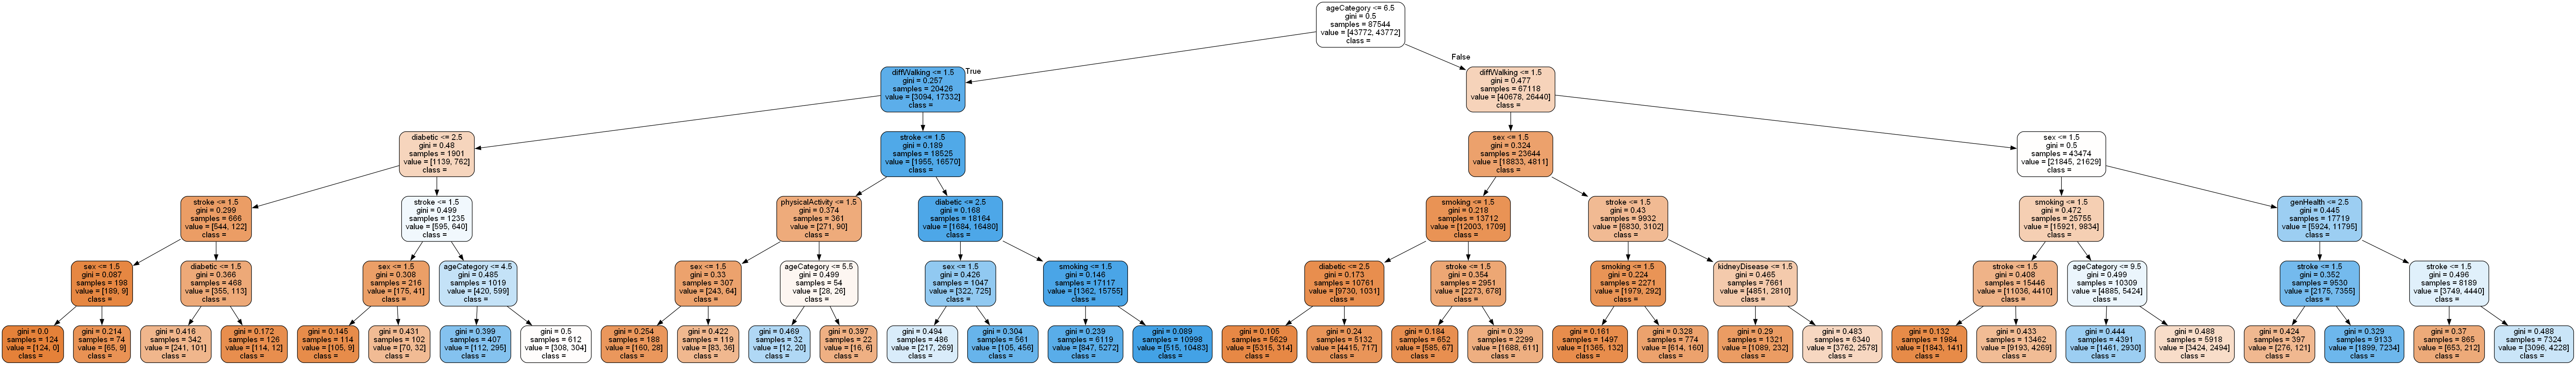 ageCategory <= 6.5
gini = 0.5
samples = 87544
value = [43772, 43772]
class =
True
False
diffWalking <= 1.5
gini = 0.257
samples = 20426
value = [3094, 17332]
class =
diffWalking <= 1.5
gini = 0.477
samples = 67118
value = [40678, 26440]
class =
diabetic <= 2.5
gini = 0.48
samples = 1901
value = [1139, 762]
class =
stroke <= 1.5
gini = 0.189
samples = 18525
value = [1955, 16570]
class =
sex <= 1.5
gini = 0.324
samples = 23644
value = [18833, 4811]
class =
sex <= 1.5
gini = 0.5
samples = 43474
value = [21845, 21629]
class =
stroke <= 1.5
gini = 0.299
samples = 666
value = [544, 122]
class =
stroke <= 1.5
gini = 0.499
samples = 1235
value = [595, 640]
class =
physicalActivity <= 1.5
gini = 0.374
samples = 361
value = [271, 90]
class =
diabetic <= 2.5
gini = 0.168
samples = 18164
value = [1684, 16480]
class =
smoking <= 1.5
gini = 0.218
samples = 13712
value = [12003, 1709]
class =
stroke <= 1.5
gini = 0.43
samples = 9932
value = [6830, 3102]
class =
smoking <= 1.5
gini = 0.472
samples = 25755
value = [15921, 9834]
class =
genHealth <= 2.5
gini = 0.445
samples = 17719
value = [5924, 11795]
class =
sex <= 1.5
gini = 0.087
samples = 198
value = [189, 9]
class =
diabetic <= 1.5
gini = 0.366
samples = 468
value = [355, 113]
class =
sex <= 1.5
gini = 0.308
samples = 216
value = [175, 41]
class =
ageCategory <= 4.5
gini = 0.485
samples = 1019
value = [420, 599]
class =
sex <= 1.5
gini = 0.33
samples = 307
value = [243, 64]
class =
ageCategory <= 5.5
gini = 0.499
samples = 54
value = [28, 26]
class =
sex <= 1.5
gini = 0.426
samples = 1047
value = [322, 725]
class =
smoking <= 1.5
gini = 0.146
samples = 17117
value = [1362, 15755]
class =
diabetic <= 2.5
gini = 0.173
samples = 10761
value = [9730, 1031]
class =
stroke <= 1.5
gini = 0.354
samples = 2951
value = [2273, 678]
class =
smoking <= 1.5
gini = 0.224
samples = 2271
value = [1979, 292]
class =
kidneyDisease <= 1.5
gini = 0.465
samples = 7661
value = [4851, 2810]
class =
stroke <= 1.5
gini = 0.408
samples = 15446
value = [11036, 4410]
class =
ageCategory <= 9.5
gini = 0.499
samples = 10309
value = [4885, 5424]
class =
stroke <= 1.5
gini = 0.352
samples = 9530
value = [2175, 7355]
class =
stroke <= 1.5
gini = 0.496
samples = 8189
value = [3749, 4440]
class =
gini = 0.0
samples = 124
value = [124, 0]
class =
gini = 0.214
samples = 74
value = [65, 9]
class =
gini = 0.416
samples = 342
value = [241, 101]
class =
gini = 0.172
samples = 126
value = [114, 12]
class =
gini = 0.145
samples = 114
value = [105, 9]
class =
gini = 0.431
samples = 102
value = [70, 32]
class =
gini = 0.399
samples = 407
value = [112, 295]
class =
gini = 0.5
samples = 612
value = [308, 304]
class =
gini = 0.254
samples = 188
value = [160, 28]
class =
gini = 0.422
samples = 119
value = [83, 36]
class =
gini = 0.469
samples = 32
value = [12, 20]
class =
gini = 0.397
samples = 22
value = [16, 6]
class =
gini = 0.494
samples = 486
value = [217, 269]
class =
gini = 0.304
samples = 561
value = [105, 456]
class =
gini = 0.239
samples = 6119
value = [847, 5272]
class =
gini = 0.089
samples = 10998
value = [515, 10483]
class =
gini = 0.105
samples = 5629
value = [5315, 314]
class =
gini = 0.24
samples = 5132
value = [4415, 717]
class =
gini = 0.184
samples = 652
value = [585, 67]
class =
gini = 0.39
samples = 2299
value = [1688, 611]
class =
gini = 0.161
samples = 1497
value = [1365, 132]
class =
gini = 0.328
samples = 774
value = [614, 160]
class =
gini = 0.29
samples = 1321
value = [1089, 232]
class =
gini = 0.483
samples = 6340
value = [3762, 2578]
class =
gini = 0.132
samples = 1984
value = [1843, 141]
class =
gini = 0.433
samples = 13462
value = [9193, 4269]
class =
gini = 0.444
samples = 4391
value = [1461, 2930]
class =
gini = 0.488
samples = 5918
value = [3424, 2494]
class =
gini = 0.424
samples = 397
value = [276, 121]
class =
gini = 0.329
samples = 9133
value = [1899, 7234]
class =
gini = 0.37
samples = 865
value = [653, 212]
class =
gini = 0.488
samples = 7324
value = [3096, 4228]
class =